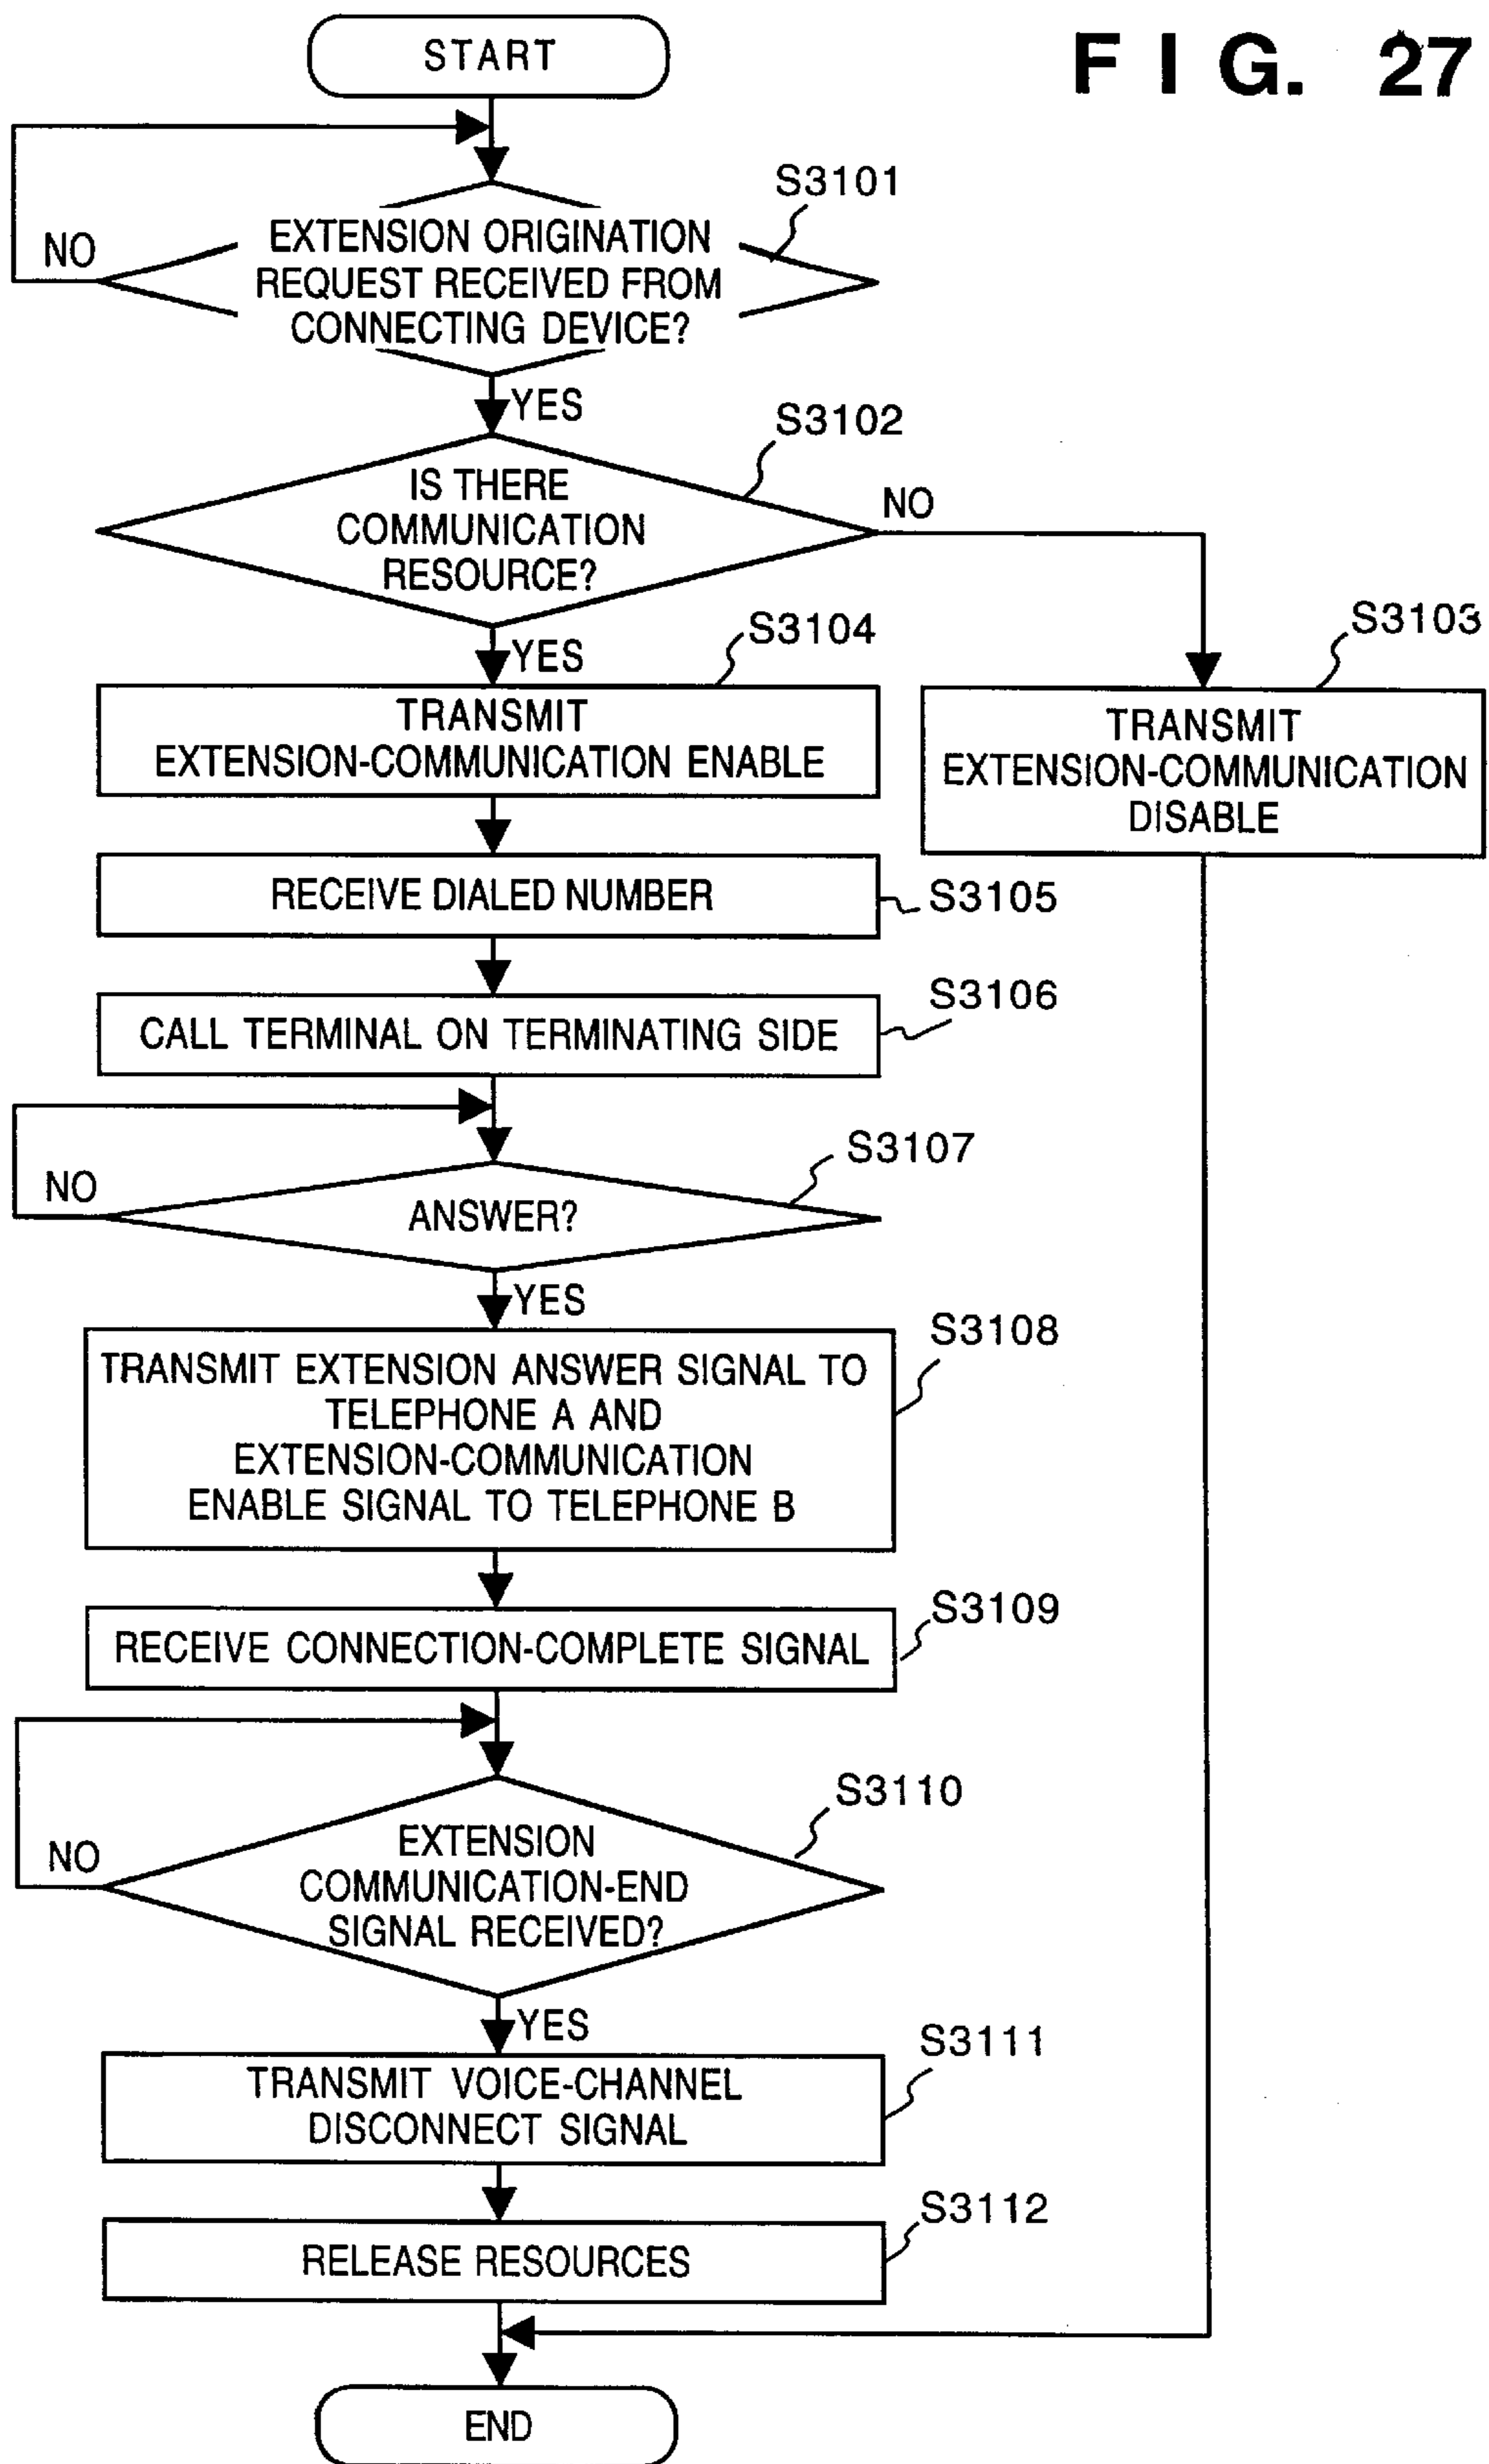 FIG. 27
START
S3101
EXTENSION ORIGINATION
REQUEST RECEIVED FROM
CONNECTING DEVICE?
NO
YES
S3102
IS THERE
COMMUNICATION
RESOURCE?
NO
YES
S3103
TRANSMIT
EXTENSION-COMMUNICATION
DISABLE
S3104
TRANSMIT
EXTENSION-COMMUNICATION ENABLE
RECEIVE DIALED NUMBER
S3105
S3106
CALL TERMINAL ON TERMINATING SIDE
S3107
NO
ANSWER?
YES
S3108
TRANSMIT EXTENSION ANSWER SIGNAL TO
TELEPHONE A AND
EXTENSION-COMMUNICATION
ENABLE SIGNAL TO TELEPHONE B
S3109
RECEIVE CONNECTION-COMPLETE SIGNAL
S3110
NO
EXTENSION
COMMUNICATION-END
SIGNAL RECEIVED?
YES
S3111
TRANSMIT VOICE-CHANNEL
DISCONNECT SIGNAL
S3112
RELEASE RESOURCES
END